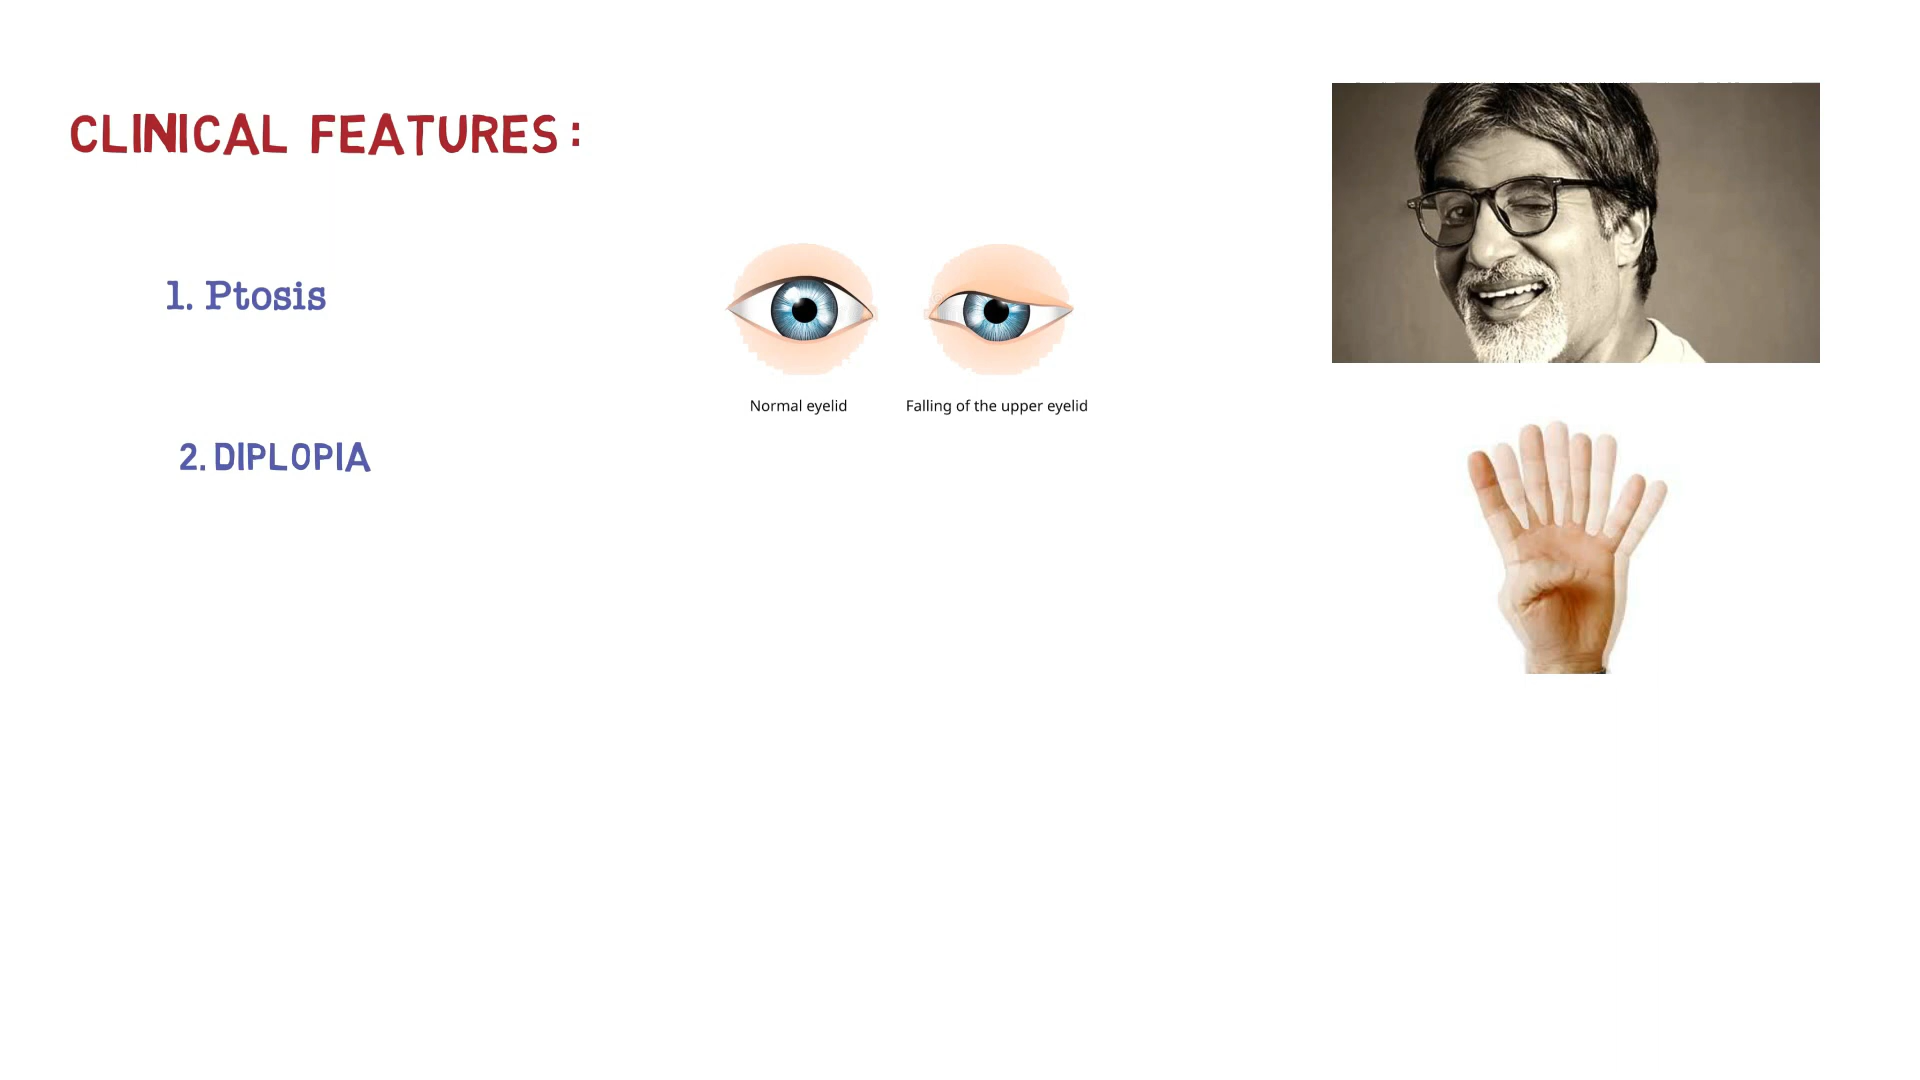 CLINICAL FEATURES:
1. Ptosis
Normal eyelid
Falling of the upper eyelid
2. DIPLOPIA